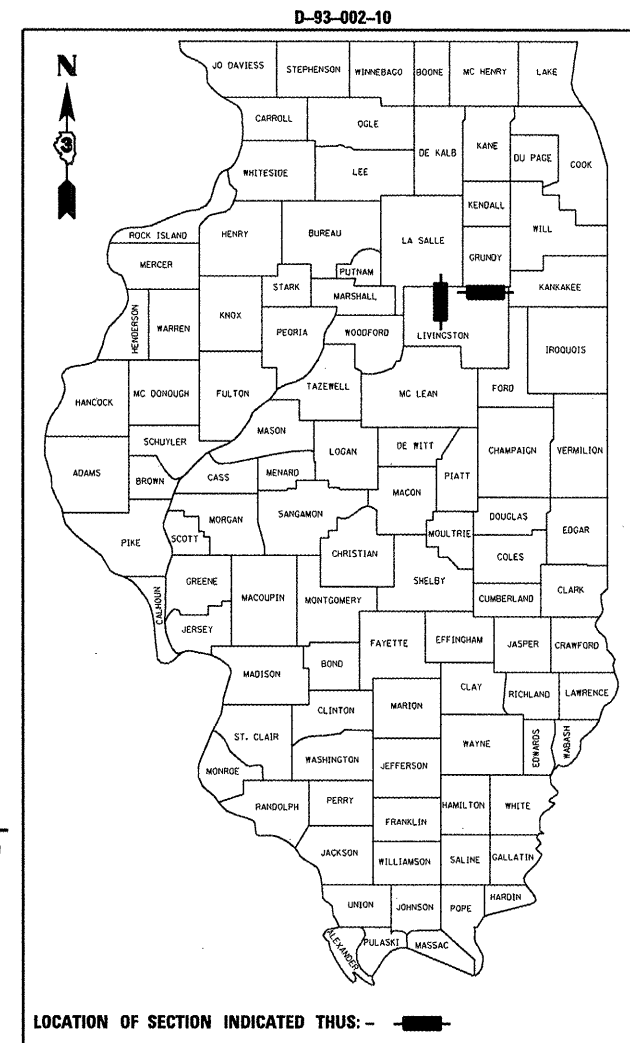 D-93-002-10
N
3
JO DAVIESS STEPHENSON WINNEBAGO BOONE MC HENRY LAKE
CARROLL OGLE DE KALB KANE DU PAGE COOK
WHITESIDE LEE
KENDALL
ROCK ISLAND HENRY BUREAU LA SALLE WILL
MERCER PUTNAM GRUNDY
STARK MARSHALL KANKAKEE
HENDERSON WARREN KNOX PEORIA WOODFORD LIVINGSTON IROQUOIS
HANCOCK MC DONOUGH FULTON TAZEWELL MC LEAN FORD
SCHUYLER MASON LOGAN DE WITT CHAMPAIGN VERMILION
ADAMS BROWN CASS MENARD MACON PIATT
PIKE SCOTT MORGAN SANGAMON CHRISTIAN MOULTRIE DOUGLAS EDGAR
COLES
CALHOUN GREENE MACOUPIN MONTGOMERY SHELBY CUMBERLAND CLARK
JERSEY FAYETTE EFFINGHAM JASPER CRAWFORD
MADISON BOND
CLAY RICHLAND LAWRENCE
CLINTON MARION
ST. CLAIR WAYNE EDWARDS WABASH
MONROE WASHINGTON JEFFERSON
RANDOLPH PERRY HAMILTON WHITE
FRANKLIN
JACKSON WILLIAMSON SALINE GALLATIN
UNION JOHNSON POPE HARDIN
ALEXANDER PULASKI MASSAC
LOCATION OF SECTION INDICATED THUS: -